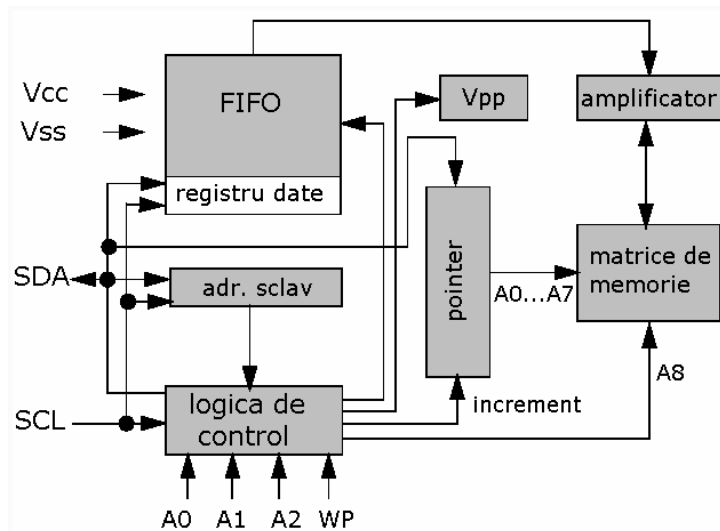 Vcc
Vss
FIFO
registru date
Vpp
amplificator
SDA
adr. sclav
pointer
A0...A7
matrice de
memorie
SCL
logica de
control
increment
A8
A0
A1
A2
WP